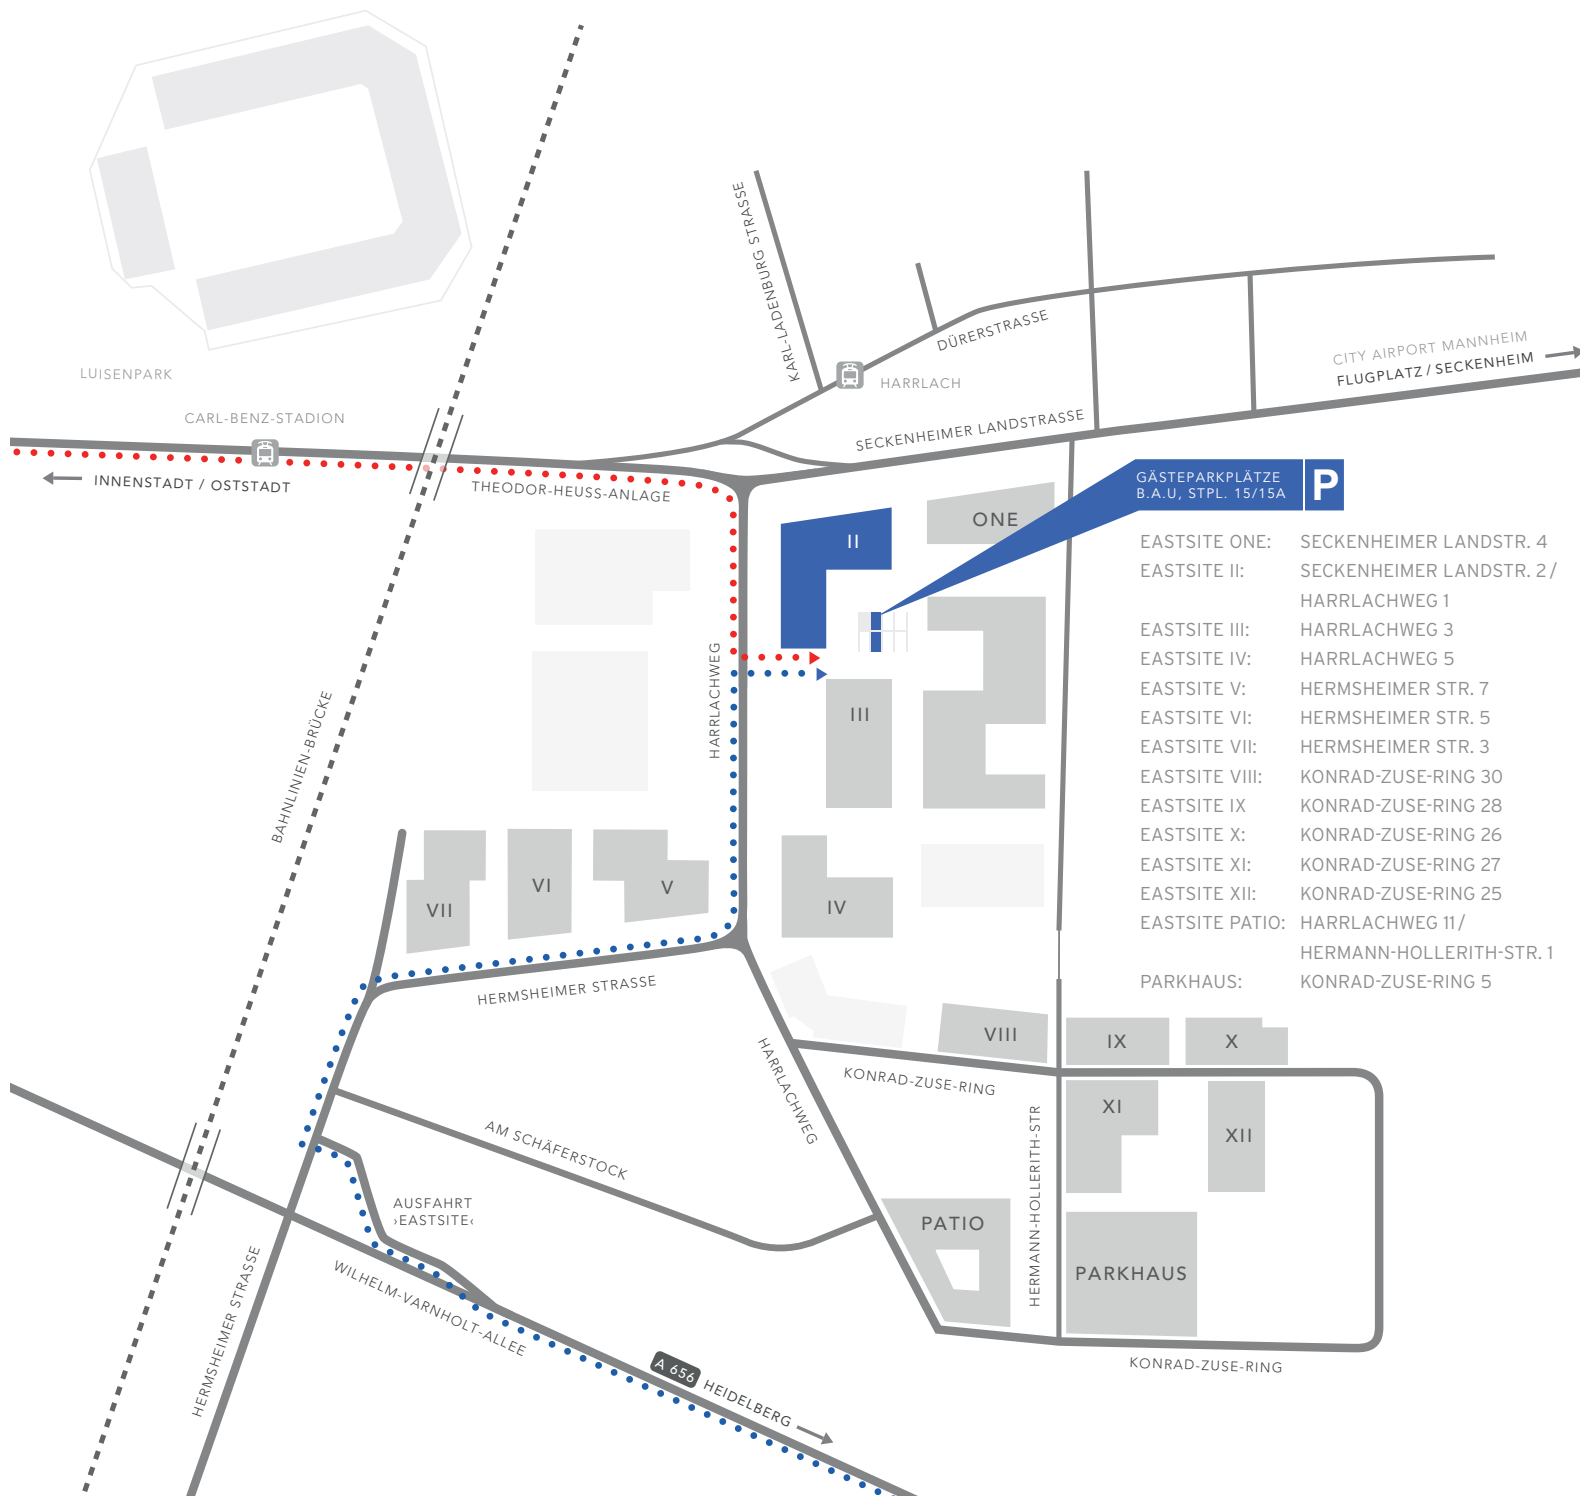 KARL-LADENBURG STRASSE
DÜRERSTRASSE
CITY AIRPORT MANNHEIM
FLUGPLATZ / SECKENHEIM
LUISENPARK
HARRLACH
CARL-BENZ-STADION
SECKENHEIMER LANDSTRASSE
INNENSTADT / OSTSTADT
THEODOR-HEUSS-ANLAGE
GÄSTEPARKPLÄTZE
B.A.U, STPL. 15/15A
P
ONE
II
EASTSITE ONE: SECKENHEIMER LANDSTR. 4
EASTSITE II: SECKENHEIMER LANDSTR. 2 /
HARRLACHWEG 1
EASTSITE III: HARRLACHWEG 3
EASTSITE IV: HARRLACHWEG 5
EASTSITE V: HERMSHEIMER STR. 7
EASTSITE VI: HERMSHEIMER STR. 5
EASTSITE VII: HERMSHEIMER STR. 3
EASTSITE VIII: KONRAD-ZUSE-RING 30
EASTSITE IX KONRAD-ZUSE-RING 28
EASTSITE X: KONRAD-ZUSE-RING 26
EASTSITE XI: KONRAD-ZUSE-RING 27
EASTSITE XII: KONRAD-ZUSE-RING 25
EASTSITE PATIO: HARRLACHWEG 11/
HERMANN-HOLLERITH-STR. 1
PARKHAUS: KONRAD-ZUSE-RING 5
HARRLACHWEG
III
BAHNLINIEN-BRÜCKE
VII
VI
V
IV
HERMSHEIMER STRASSE
VIII
IX
X
HARRLACHWEG
KONRAD-ZUSE-RING
XI
XII
AM SCHÄFERSTOCK
HERMANN-HOLLERITH-STR
AUSFAHRT
›EASTSITE‹
PATIO
PARKHAUS
WILHELM-VARNHOLT-ALLEE
HERMSHEIMER STRASSE
A 656
HEIDELBERG
KONRAD-ZUSE-RING